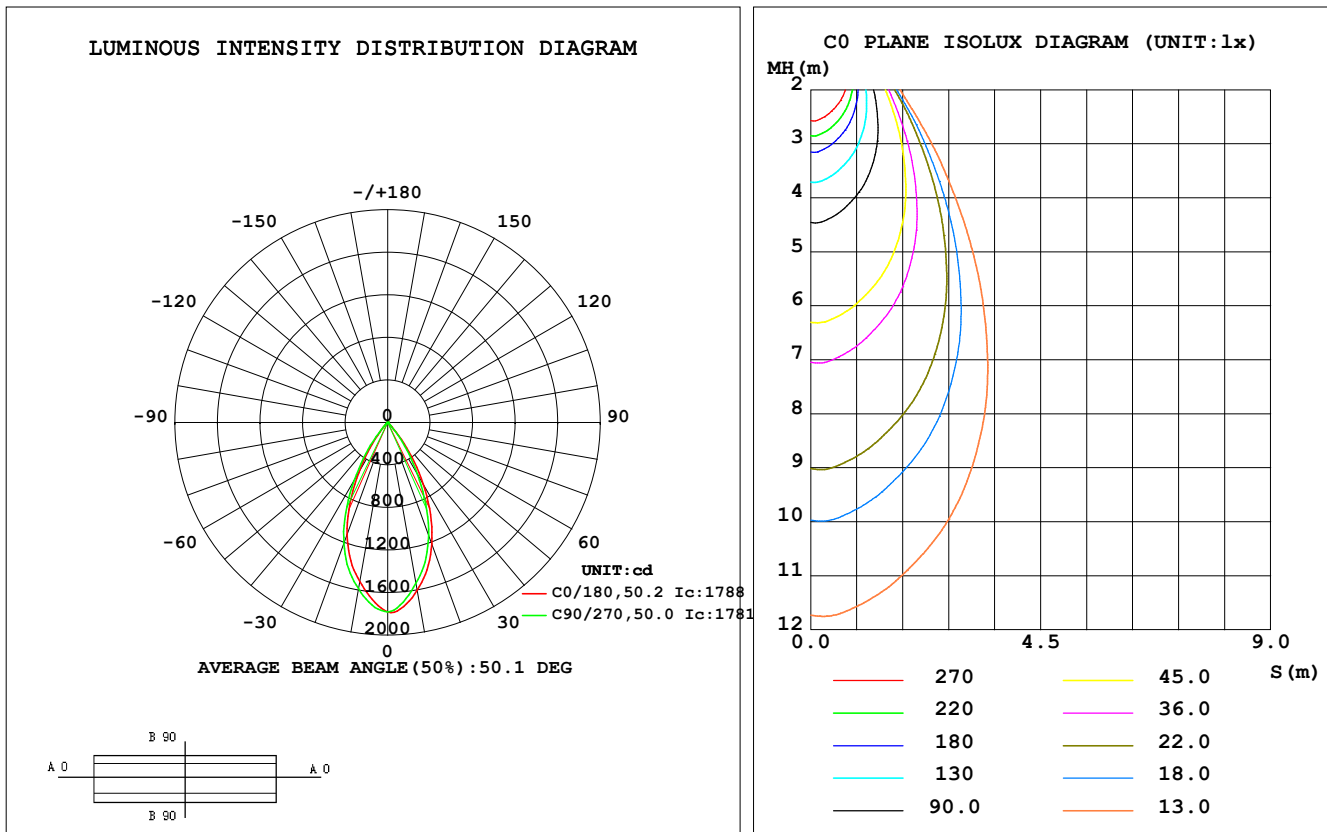 LUMINOUS INTENSITY DISTRIBUTION DIAGRAM
-/+180
-150 150
-120 120
-90 90
-60 60
-30 30
0
0
400
800
1200
1600
2000
UNIT:cd
C0/180,50.2 Ic:1788
C90/270,50.0 Ic:1781
AVERAGE BEAM ANGLE(50%):50.1 DEG
B 90
A 0 A 0
B 90
C0 PLANE ISOLUX DIAGRAM (UNIT:lx)
MH(m)
2
3
4
5
6
7
8
9
10
11
12
0.0 4.5 9.0
S(m)
270 45.0
220 36.0
180 22.0
130 18.0
90.0 13.0